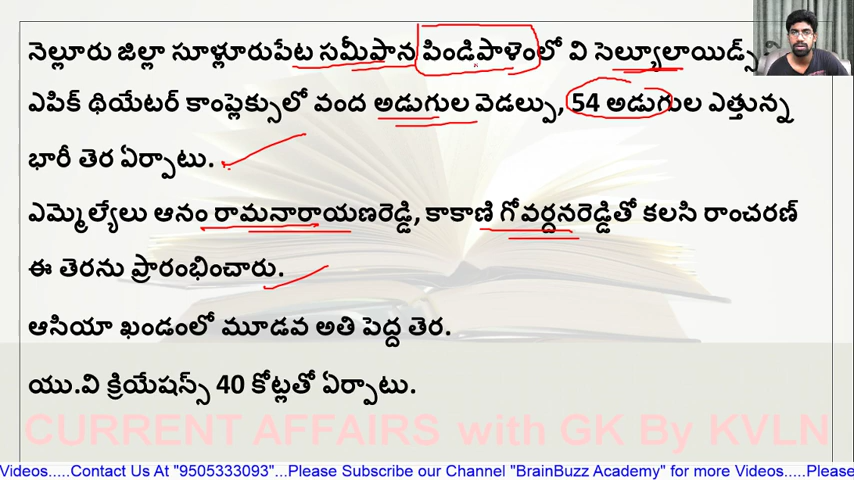 నెల్లూరు జిల్లా సూళ్లూరుపేట సమీపాన పిండిపాళెంలో వి సెల్యూలాయిడ్స్
ఎపిక్ థియేటర్ కాంప్లెక్సులో వంద అడుగుల వెడల్పు, 54 అడుగుల ఎత్తున్న
భారీ తెర ఏర్పాటు.
ఎమ్మెల్యేలు ఆనం రామనారాయణరెడ్డి, కాకాణి గోవర్దనరెడ్డితో కలసి రాంచరణ్
ఈ తెరను ప్రారంభించారు.
ఆసియా ఖండంలో మూడవ అతి పెద్ద తెర.
యు.వి క్రియేషన్స్ 40 కోట్లతో ఏర్పాటు.
CURRENT AFFAIRS with GK By KVLN
Videos.....Contact Us At "9505333093"...Please Subscribe our Channel "BrainBuzz Academy" for more Videos.....Please